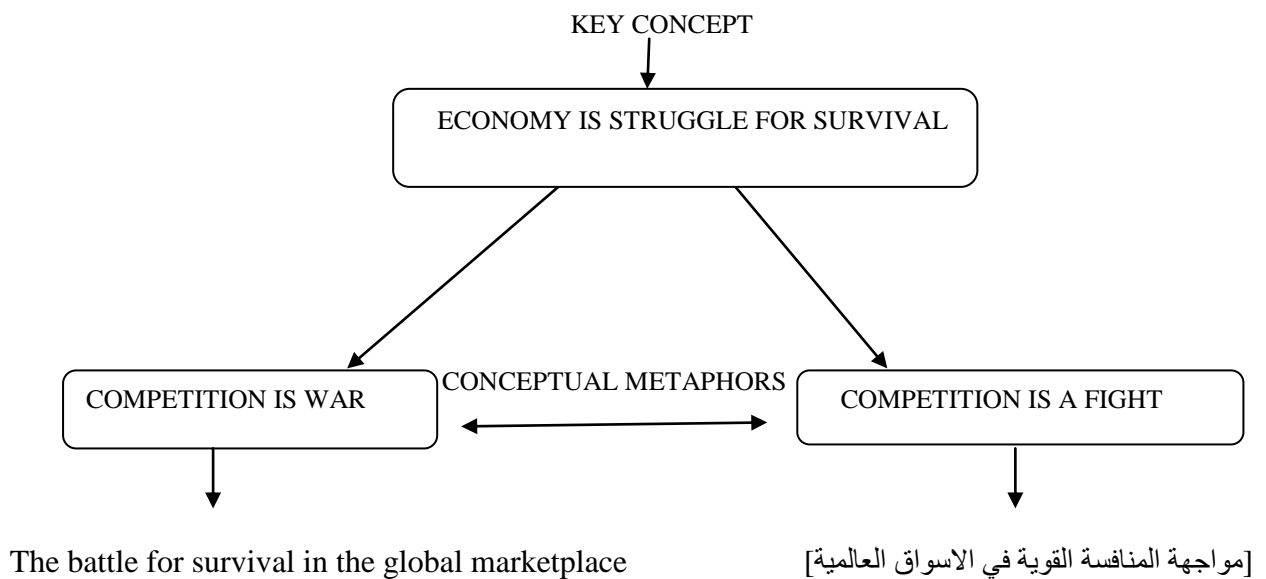 KEY CONCEPT
ECONOMY IS STRUGGLE FOR SURVIVAL
COMPETITION IS WAR
CONCEPTUAL METAPHORS
COMPETITION IS A FIGHT
The battle for survival in the global marketplace
[مواجهة المنافسة القوية في الاسواق العالمية]